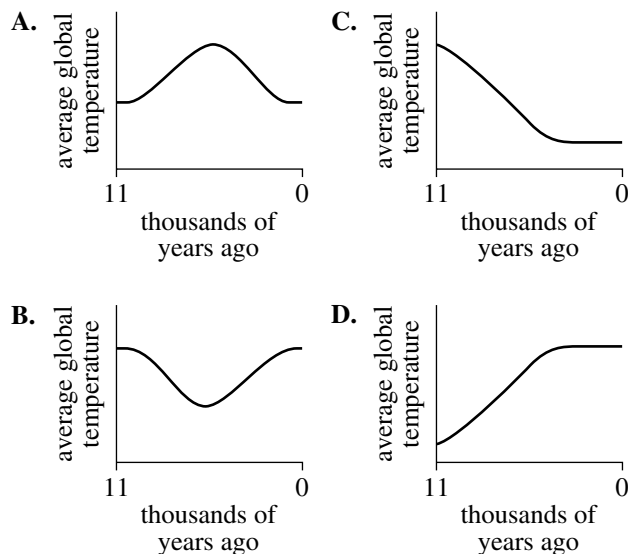 A.
average global
temperature
11 0
thousands of
years ago
C.
average global
temperature
11 0
thousands of
years ago
B.
average global
temperature
11 0
thousands of
years ago
D.
average global
temperature
11 0
thousands of
years ago